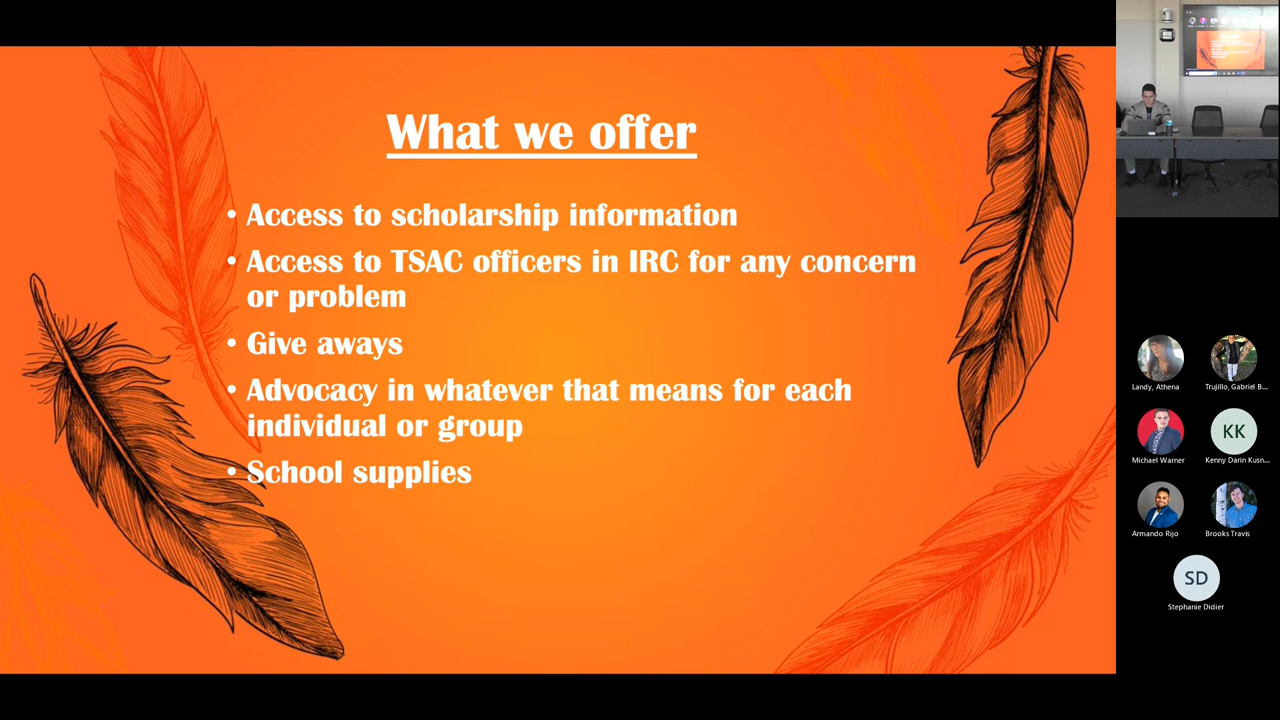 What we offer
• Access to scholarship information
• Access to TSAC officers in IRC for any concern
or problem
• Give aways
• Advocacy in whatever that means for each
individual or group
• School supplies
Landy, Athena
Trujillo, Gabriel B...
Michael Warner
KK
Kenny Darin Kusn...
Armando Rijo
Brooks Travis
SD
Stephanie Didier